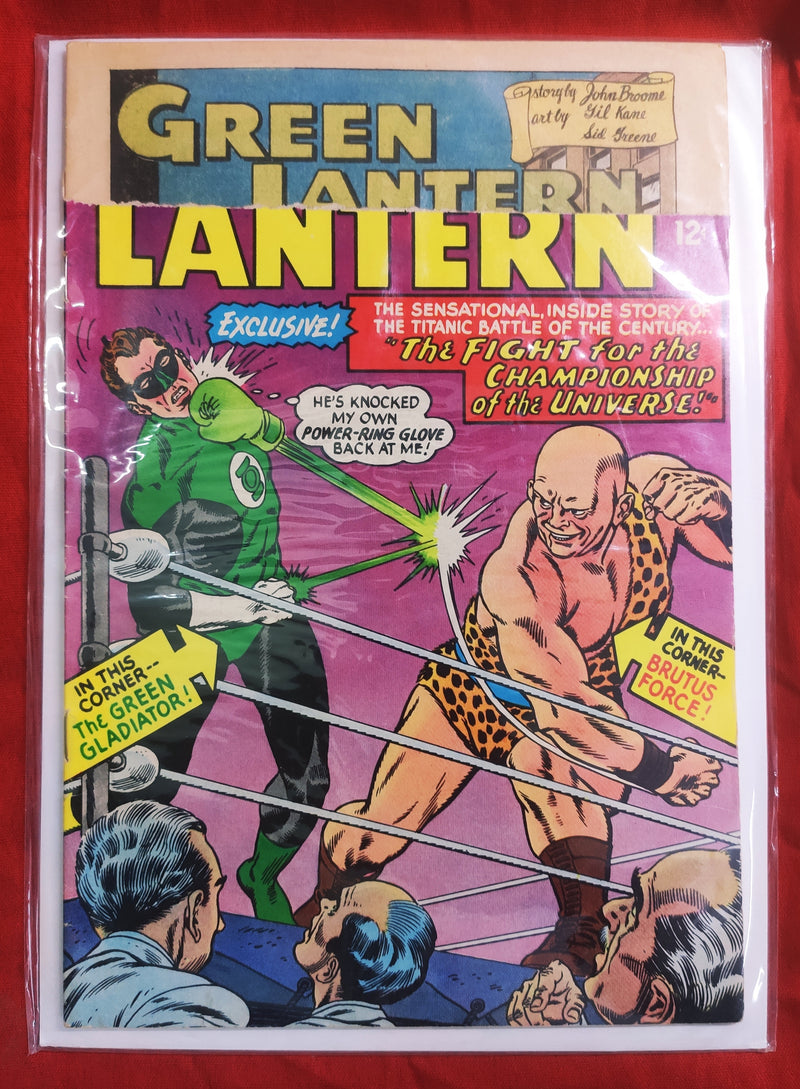 GREEN
LANTERN
story by John Broome
art by Gil Kane
Sid Greene
LANTERN
12¢
EXCLUSIVE!
THE SENSATIONAL, INSIDE STORY OF
THE TITANIC BATTLE OF THE CENTURY...
"The FIGHT for the
CHAMPIONSHIP
of the UNIVERSE!"
HE'S KNOCKED
MY OWN
POWER-RING GLOVE
BACK AT ME!
IN THIS
CORNER--
The GREEN
GLADIATOR!
IN THIS
CORNER--
BRUTUS
FORCE!